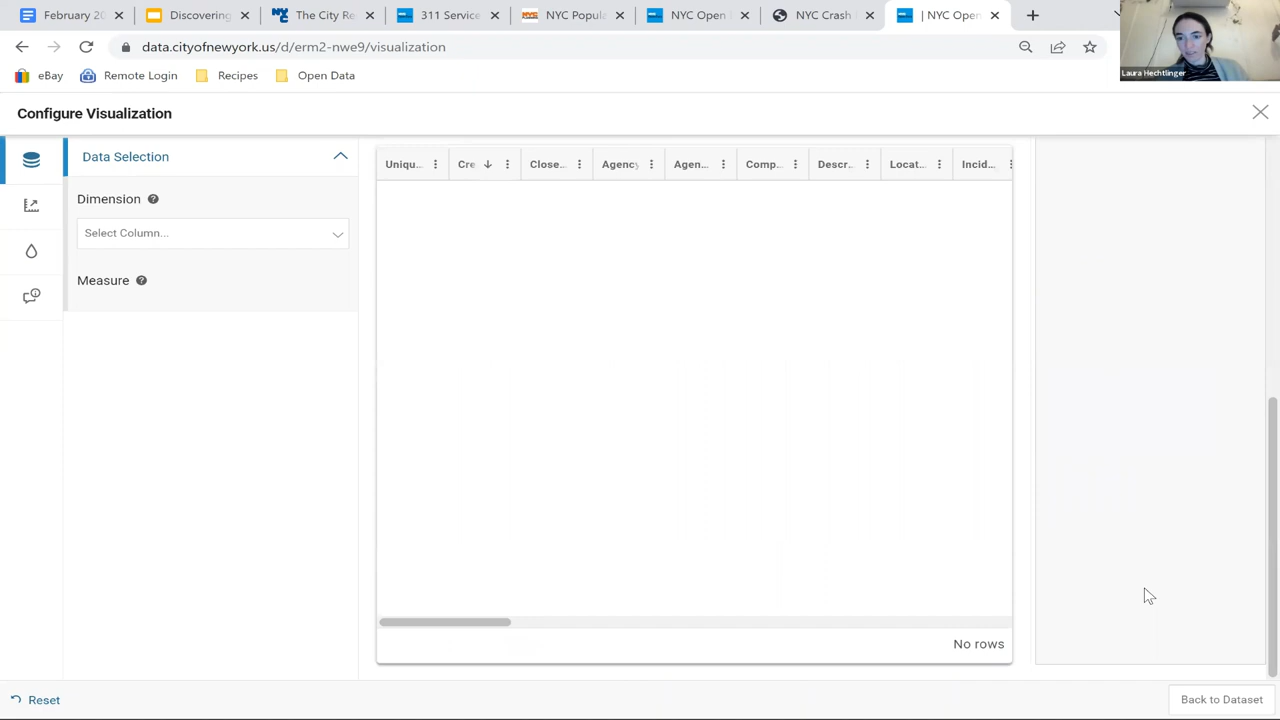 February, 20
Discoι
The City Re
311 Servic
NYC Popula
NYC Open
NYC Crash
| NYC Open
data.cityofnewyork.us/d/erm2-nwe9/visualization
eBay
Remote Login
Recipes
Open Data
Laura Hechtlinger
Configure Visualization
Data Selection
Dimension
Select Column...
Measure
Uniqu...
Cre
Close...
Agency
Agen...
Comp...
Descr...
Locat...
Incid...
No rows
Reset
Back to Dataset